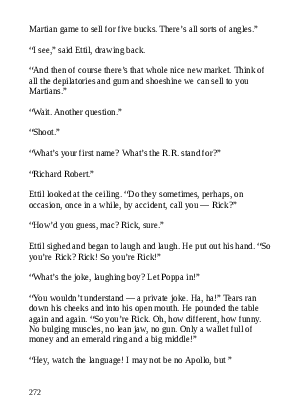 Martian game to sell for five bucks. There’s all sorts of angles.”
“I see,” said Ettil, drawing back.
“And then of course there’s that whole nice new market. Think of
all the depilatories and gum and shoeshine we can sell to you
Martians.”
“Wait. Another question.”
“Shoot.”
“What’s your first name? What’s the R.R. stand for?”
“Richard Robert.”
Ettil looked at the ceiling. “Do they sometimes, perhaps, on
occasion, once in a while, by accident, call you — Rick?”
“How’d you guess, mac? Rick, sure.”
Ettil sighed and began to laugh and laugh. He put out his hand. “So
you’re Rick? Rick! So you’re Rick!”
“What’s the joke, laughing boy? Let Poppa in!”
“You wouldn’t understand — a private joke. Ha, ha!” Tears ran
down his cheeks and into his open mouth. He pounded the table
again and again. “So you’re Rick. Oh, how different, how funny.
No bulging muscles, no lean jaw, no gun. Only a wallet full of
money and an emerald ring and a big middle!”
“Hey, watch the language! I may not be no Apollo, but ”
272